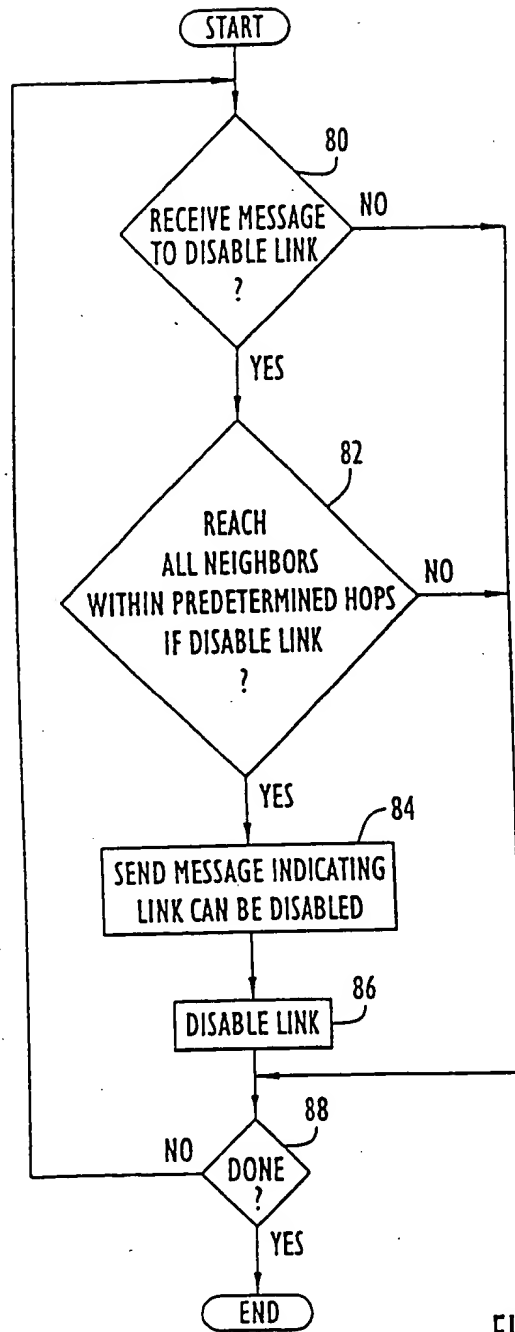 START
80
RECEIVE MESSAGE
TO DISABLE LINK
?
NO
YES
82
REACH
ALL NEIGHBORS
WITHIN PREDETERMINED HOPS
IF DISABLE LINK
?
NO
YES
84
SEND MESSAGE INDICATING
LINK CAN BE DISABLED
86
DISABLE LINK
88
NO
DONE
?
YES
END